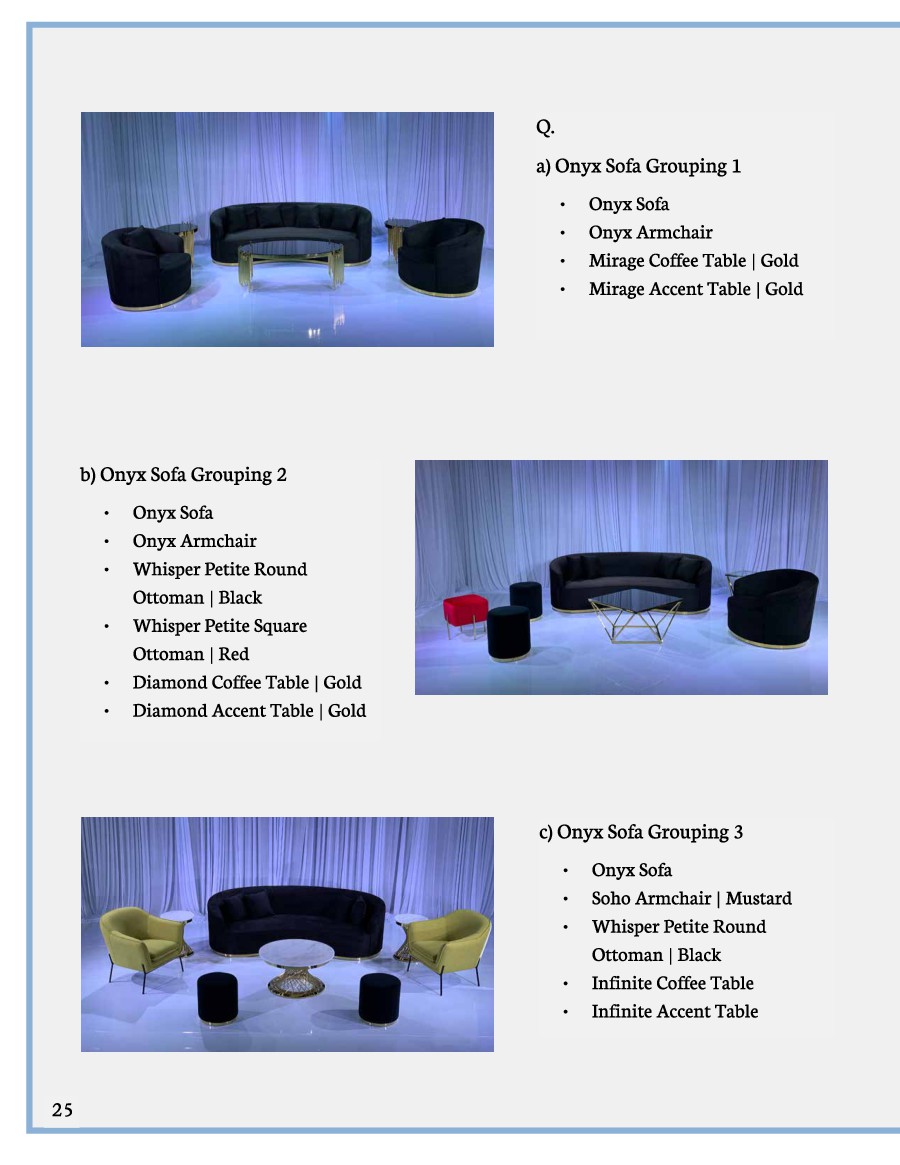 Q.
a) Onyx Sofa Grouping 1
• Onyx Sofa
• Onyx Armchair
• Mirage Coffee Table | Gold
• Mirage Accent Table | Gold
b) Onyx Sofa Grouping 2
• Onyx Sofa
• Onyx Armchair
• Whisper Petite Round
Ottoman | Black
• Whisper Petite Square
Ottoman | Red
• Diamond Coffee Table | Gold
• Diamond Accent Table | Gold
c) Onyx Sofa Grouping 3
• Onyx Sofa
• Soho Armchair | Mustard
• Whisper Petite Round
Ottoman | Black
• Infinite Coffee Table
• Infinite Accent Table
25